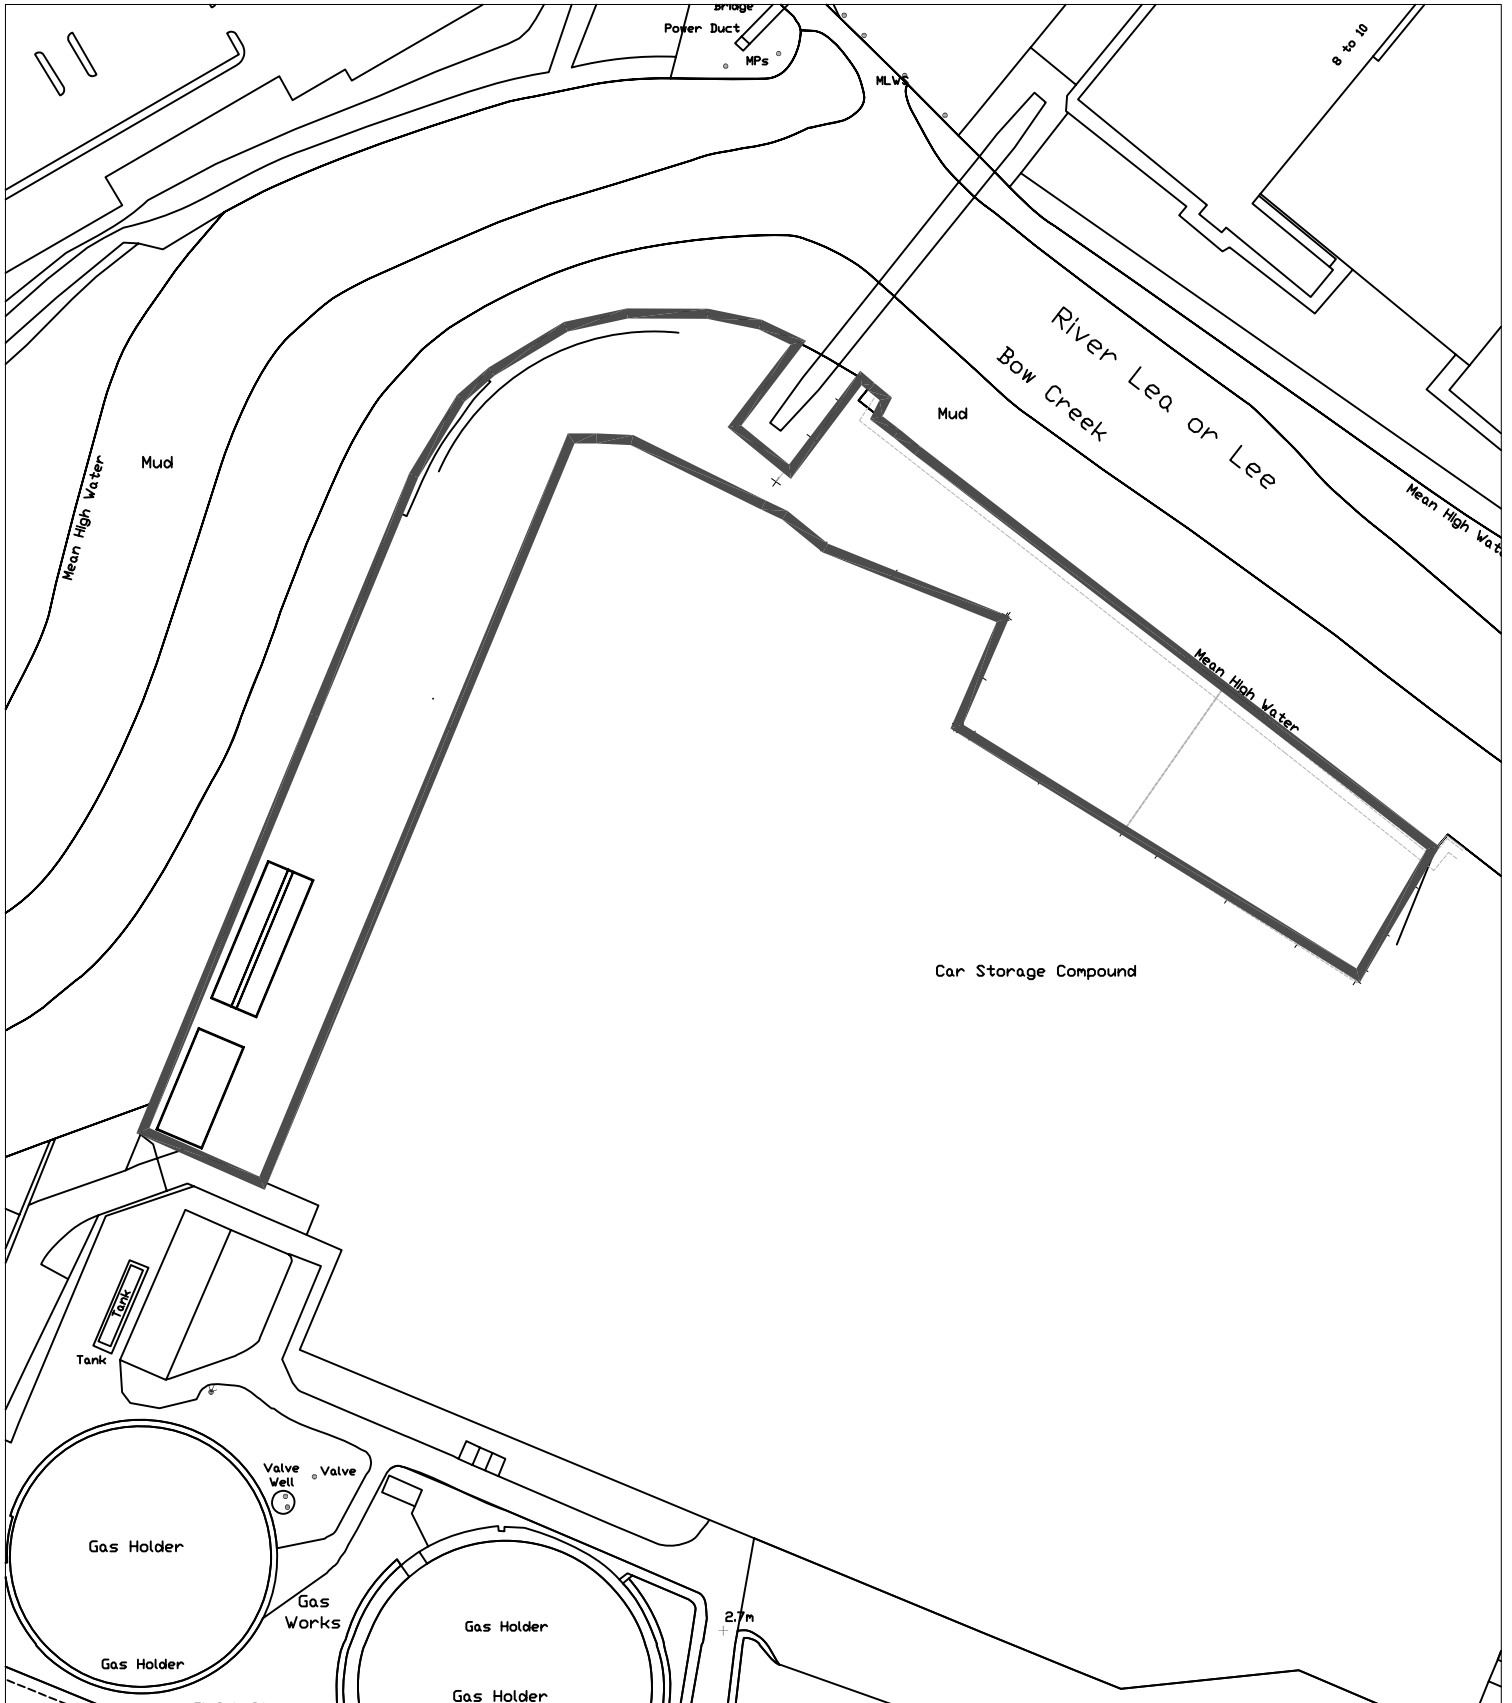 Bridge
Power Duct
MPs
MLWS
8 to 10
River Lea or Lee
Bow Creek
Mud
Mud
Mean High Water
Mean High Wat
Mean High Water
Car Storage Compound
Tank
Tank
Valve
Well
Valve
Gas Holder
Gas
Works
Gas Holder
2.7m
Gas Holder
Gas Holder